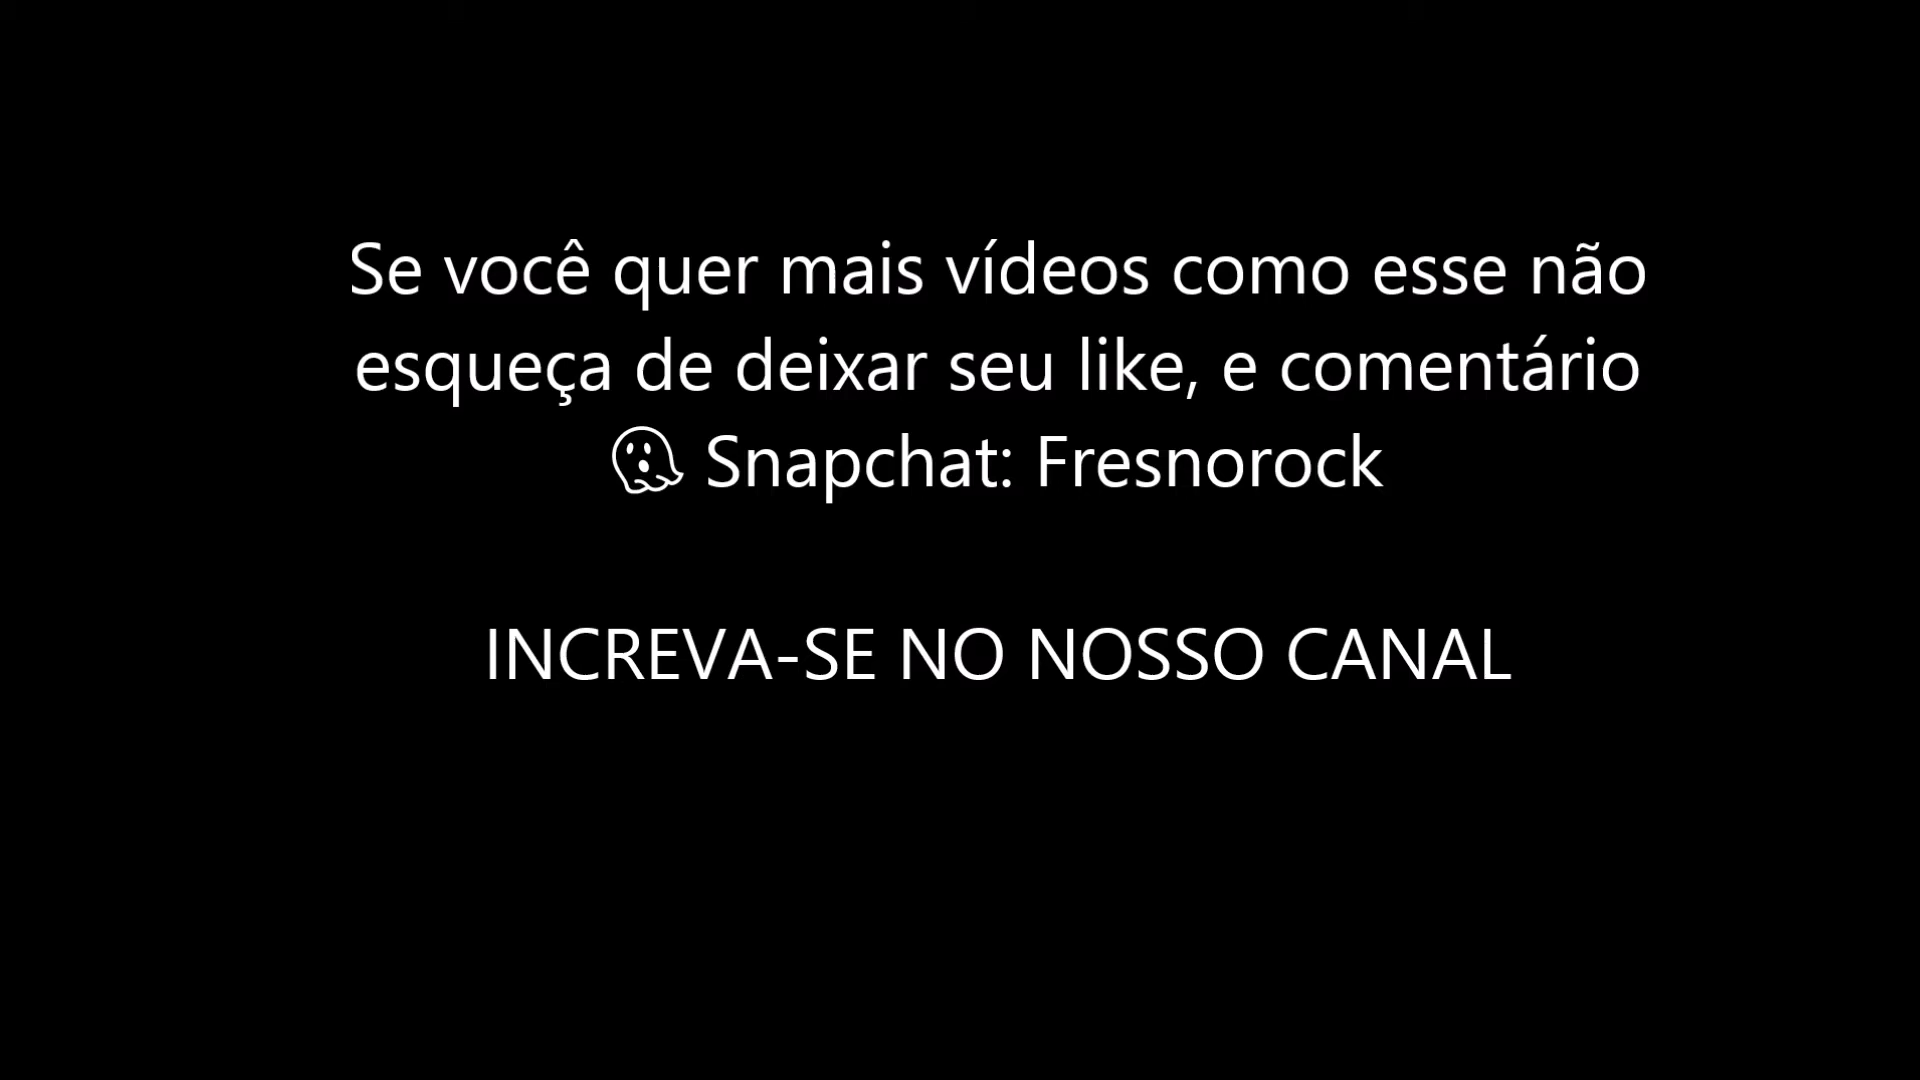 Se você quer mais vídeos como esse não
esqueça de deixar seu like, e comentário
👻 Snapchat: Fresnorock
INCREVA-SE NO NOSSO CANAL